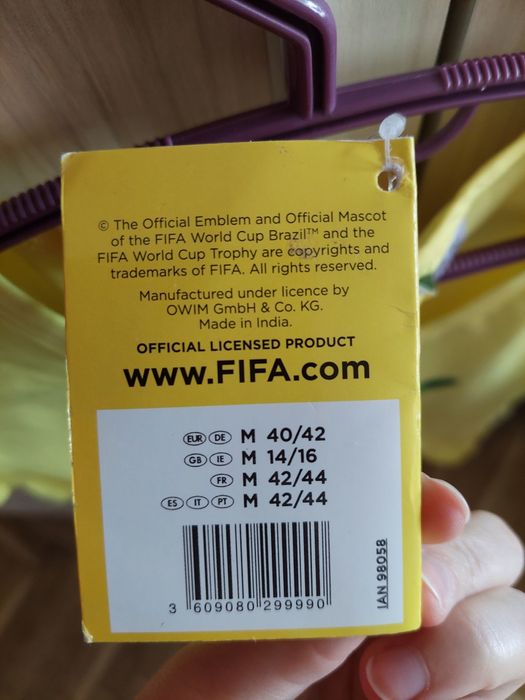 © The Official Emblem and Official Mascot
of the FIFA World Cup Brazil™ and the
FIFA World Cup Trophy are copyrights and
trademarks of FIFA. All rights reserved.
Manufactured under licence by
OWIM GmbH & Co. KG.
Made in India.
OFFICIAL LICENSED PRODUCT
www.FIFA.com
EUR DE M 40/42
GB IE M 14/16
FR M 42/44
ES IT PT M 42/44
3 609080 299990
IAN 98058